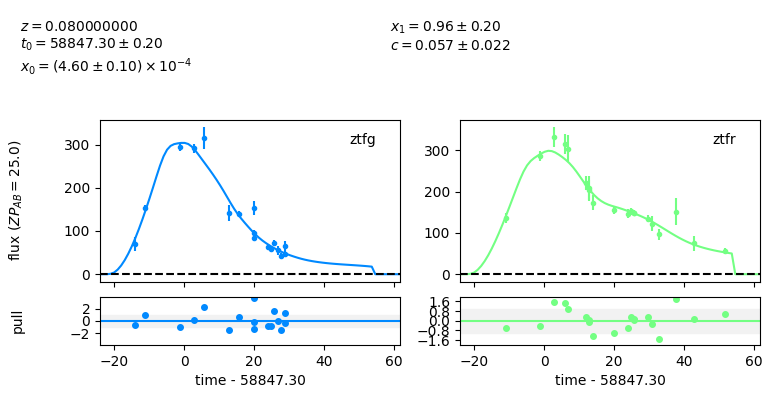 z = 0.080000000
t₀ = 58847.30 ± 0.20
x₀ = (4.60 ± 0.10) × 10⁻⁴
x₁ = 0.96 ± 0.20
c = 0.057 ± 0.022
flux (ZP_AB = 25.0)
300
200
100
0
ztfg
300
200
100
0
ztfr
pull
2
0
−2
1.6
0.8
0.0
−0.8
−1.6
−20 0 20 40 60
−20 0 20 40 60
time - 58847.30
time - 58847.30